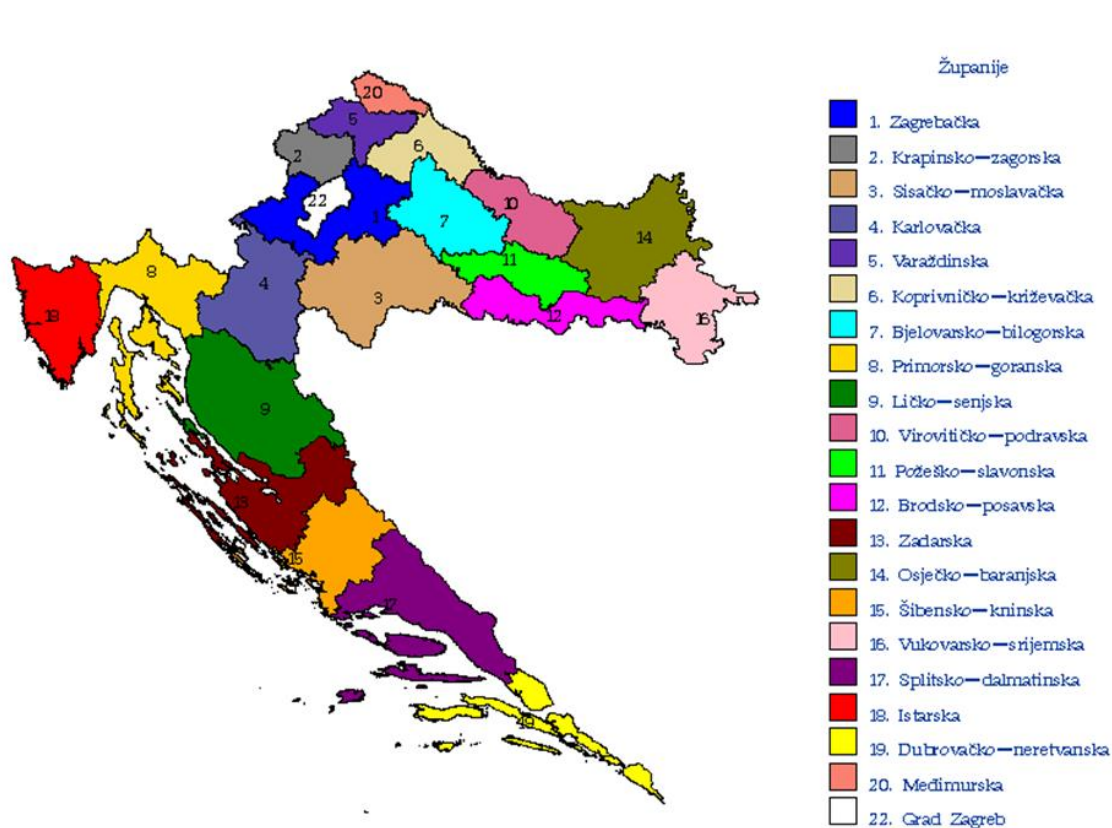 Županije
1. Zagrebačka
2. Krapinsko—zagorska
3. Sisačko—moslavačka
4. Karlovačka
5. Varaždinska
6. Koprivničko—križevačka
7. Bjelovarsko—bilogorska
8. Primorsko—goranska
9. Ličko—senjska
10. Virovitičko—podravska
11 Požeško—slavonska
12. Brodsko—posavska
13. Zadarska
14. Osječko—baranjska
15. Šibensko—kninska
16. Vukovarsko—srijemska
17. Splitsko—dalmatinska
18. Istarska
19. Dubrovačko—neretvanska
20. Međimurska
22. Grad Zagreb
20
5
6
2
22
10
1
7
14
11
8
4
3
12
16
18
9
13
15
17
19